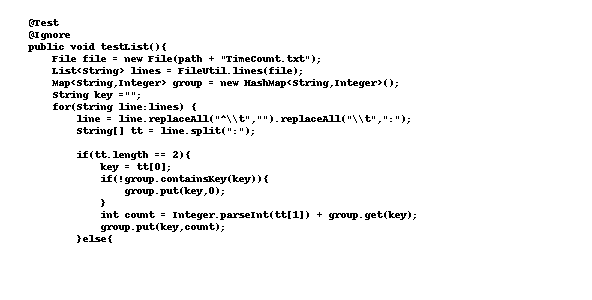 @Test
@Ignore
public void testList(){
File file = new File(path + "TimeCount.txt");
List<String> lines = FileUtil.lines(file);
Map<String,Integer> group = new HashMap<String,Integer>();
String key ="";
for(String line:lines) {
line = line.replaceAll("^\\t","").replaceAll("\\t",":");
String[] tt = line.split(":");
if(tt.length == 2){
key = tt[0];
if(!group.containsKey(key)){
group.put(key,0);
}
int count = Integer.parseInt(tt[1]) + group.get(key);
group.put(key,count);
}else{